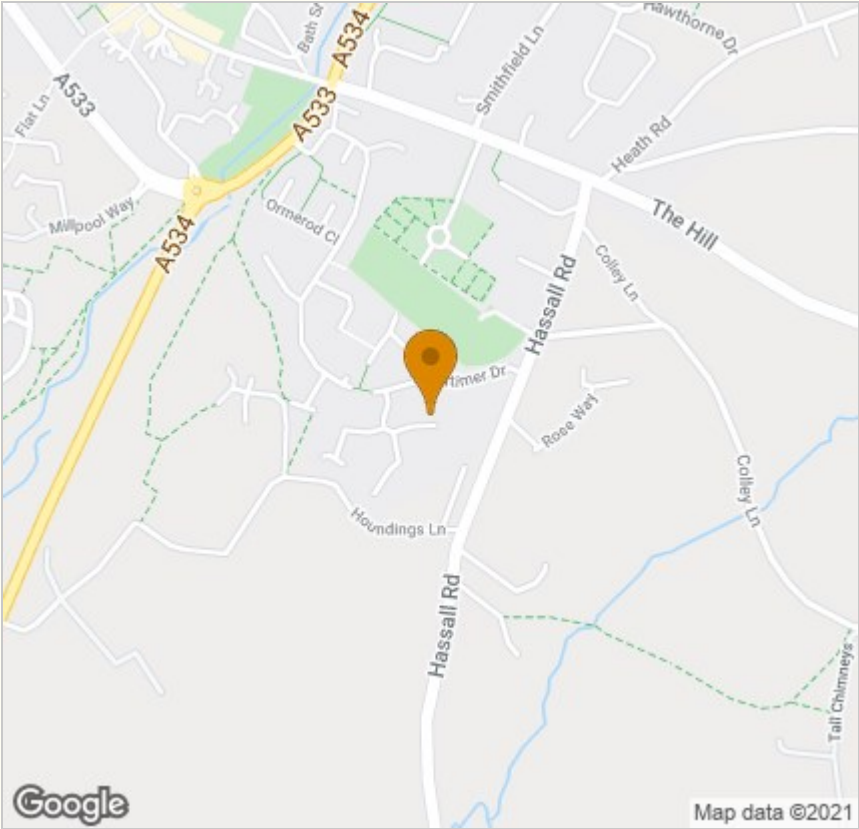 Bath St
A534
Hawthorne Dr
A533
Smithfield Ln
Flat Ln
A533
Heath Rd
Millpool Way
Ormerod Cl
The Hill
A534
Colley Ln
Hassall Rd
rtimer Dr
Rose Way
Colley Ln
Houndings Ln
Hassall Rd
Tall Chimneys
Google
Map data ©2021